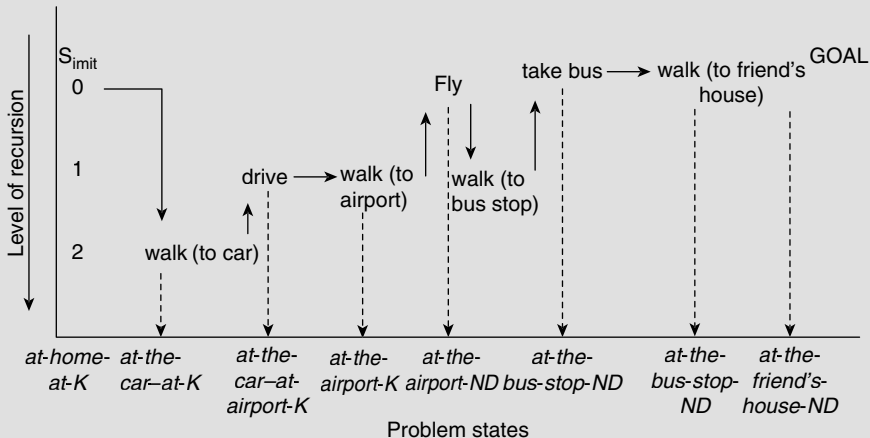 S_imit
GOAL
0
Fly
take bus
walk (to friend's
house)
Level of recursion
1
drive
walk (to
airport)
walk (to
bus stop)
2
walk (to car)
at-home-
at-K
at-the-
car–at-K
at-the-
car–at-
airport-K
at-the-
airport-K
at-the-
airport-ND
at-the-
bus-stop-ND
at-the-
bus-stop-
ND
at-the-
friend's-
house-ND
Problem states